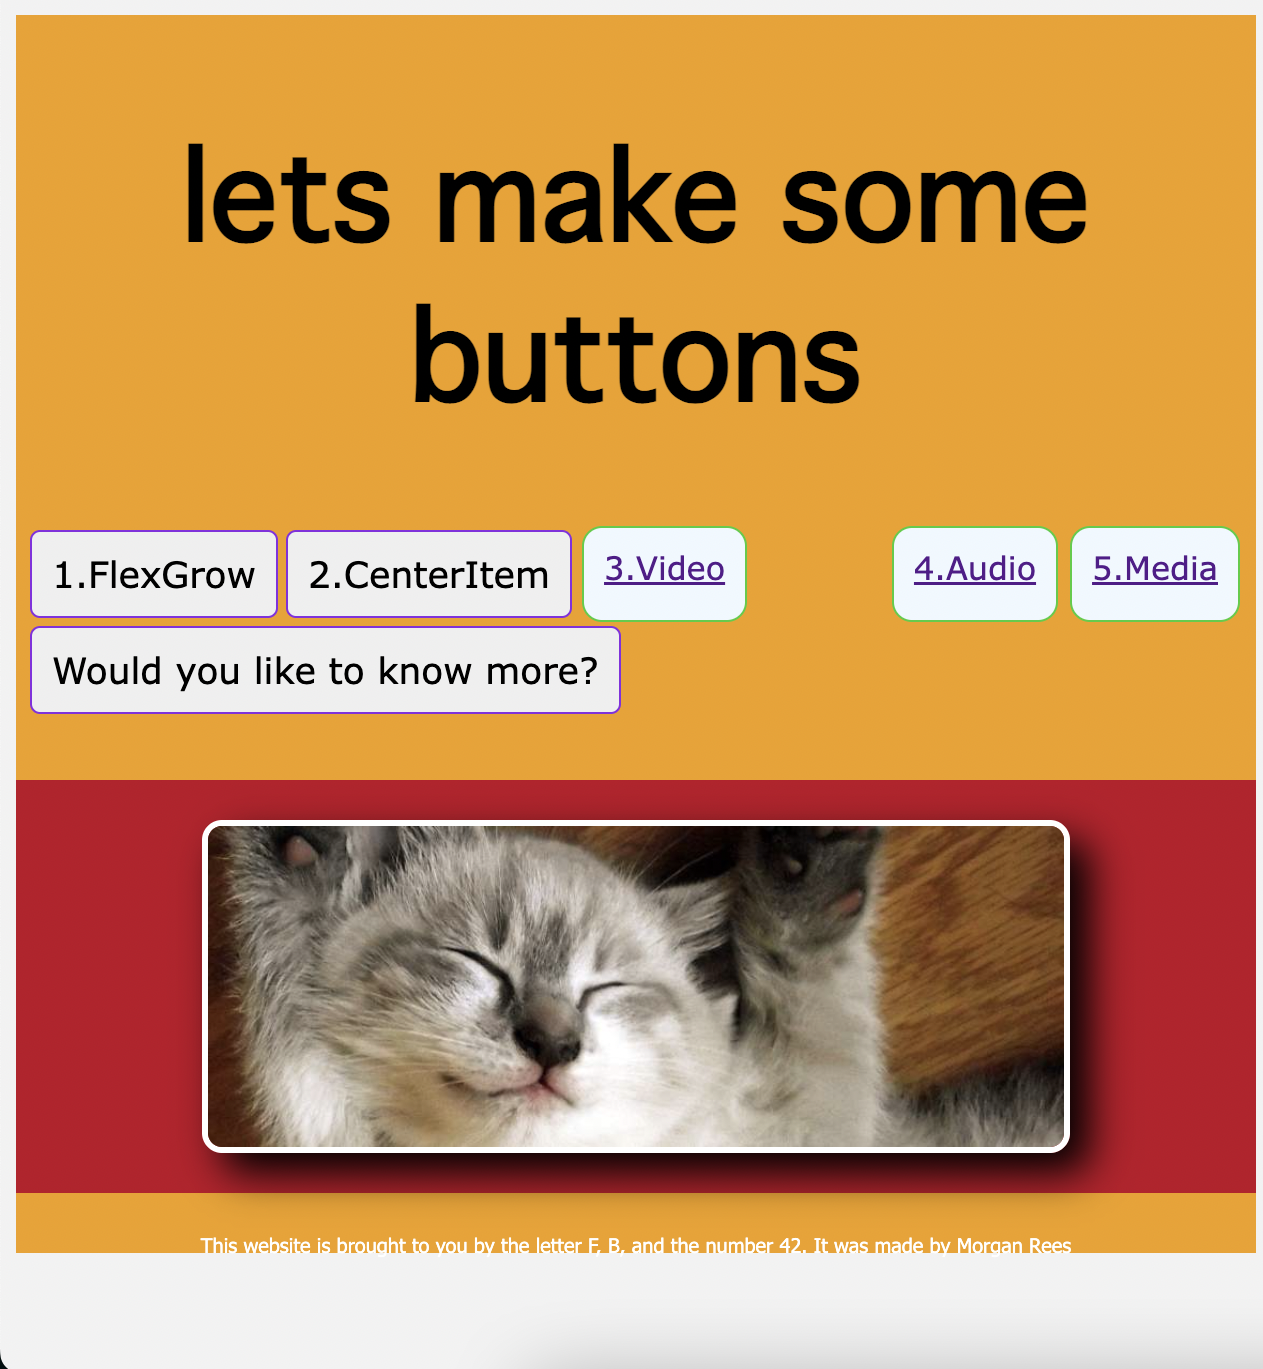 lets make some
buttons
1.FlexGrow 2.CenterItem 3.Video 4.Audio 5.Media
Would you like to know more?
This website is brought to you by the letter F, B, and the number 42. It was made by Morgan Rees